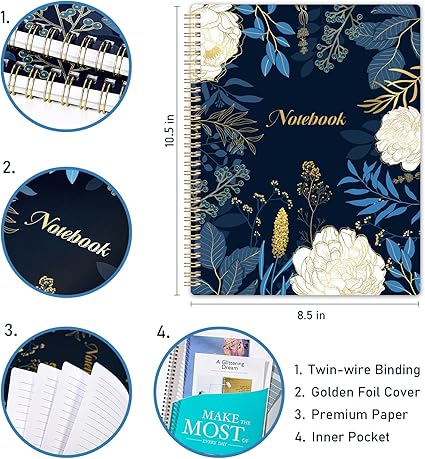 1.
10.5 in
Notebook
2.
Notebook
8.5 in
3.
4.
A Glittering
Dream
MAKE THE
MOST OF
EVERY DAY
1. Twin-wire Binding
2. Golden Foil Cover
3. Premium Paper
4. Inner Pocket